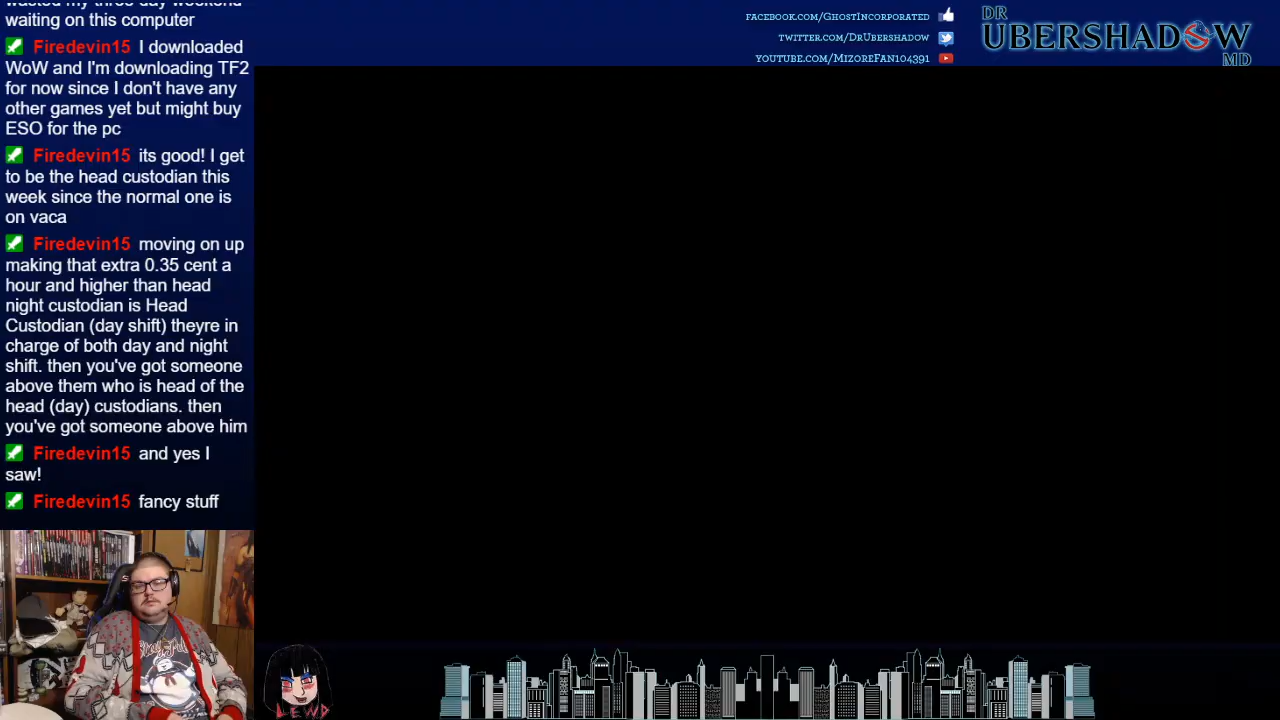 wasted my three day weekend
waiting on this computer
Firedevin15 I downloaded
WoW and I'm downloading TF2
for now since I don't have any
other games yet but might buy
ESO for the pc
Firedevin15 its good! I get
to be the head custodian this
week since the normal one is
on vaca
Firedevin15 moving on up
making that extra 0.35 cent a
hour and higher than head
night custodian is Head
Custodian (day shift) theyre in
charge of both day and night
shift. then you've got someone
above them who is head of the
head (day) custodians. then
you've got someone above him
Firedevin15 and yes I
saw!
Firedevin15 fancy stuff
facebook.com/GhostIncorporated
twitter.com/DrUbershadow
youtube.com/MizoreFan104391
DR
UBERSHADOW
MD
LEWD